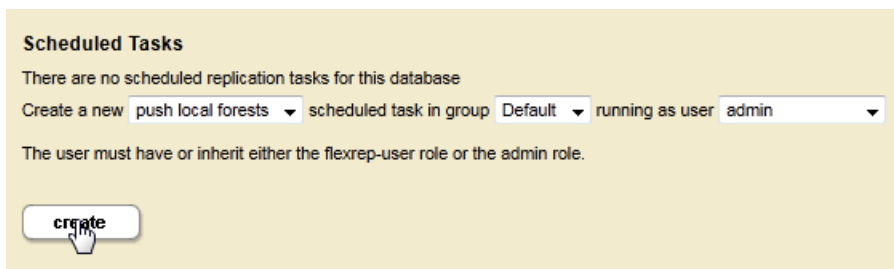 Scheduled Tasks
There are no scheduled replication tasks for this database
Create a new push local forests scheduled task in group Default running as user admin
The user must have or inherit either the flexrep-user role or the admin role.
create